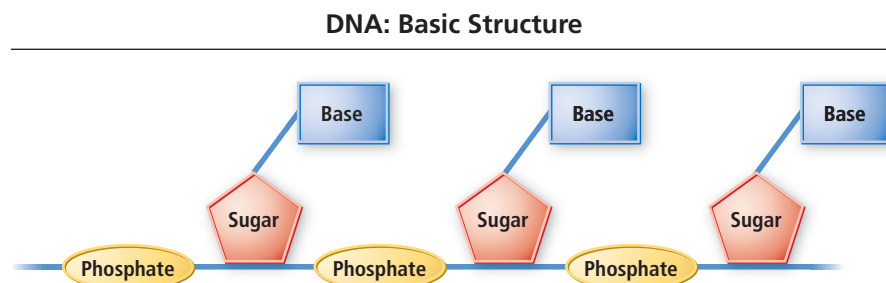 DNA: Basic Structure
Base Base Base
Sugar Sugar Sugar
Phosphate Phosphate Phosphate